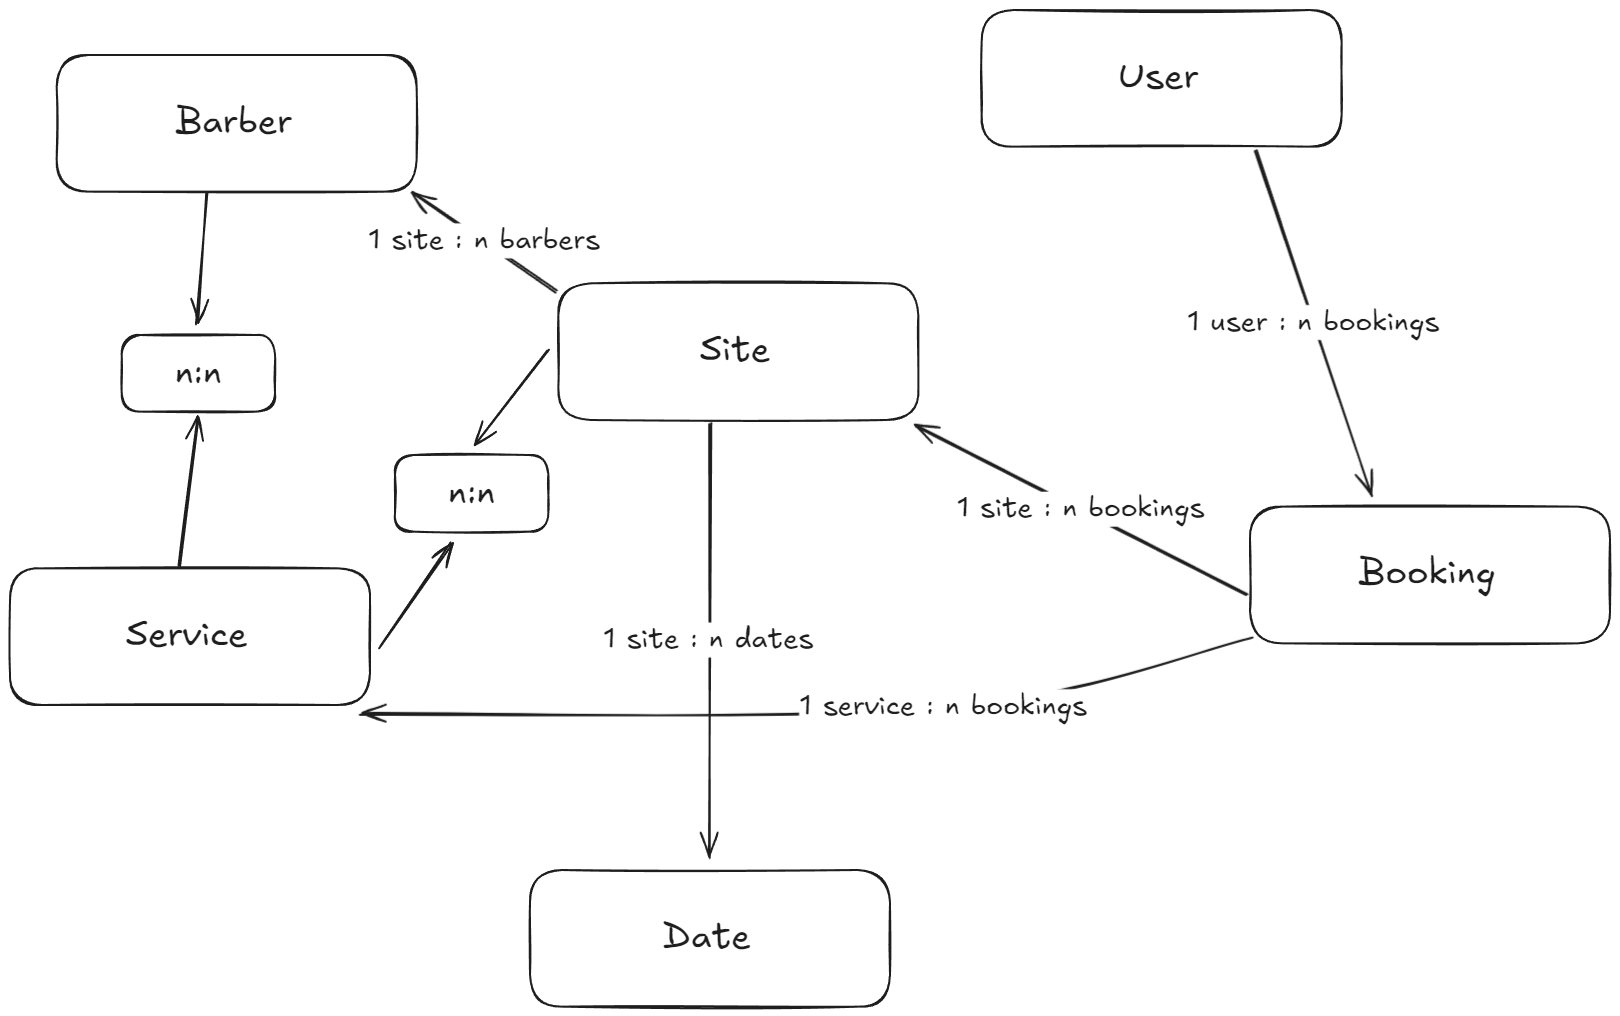 User
Barber
1 site : n barbers
1 user : n bookings
Site
n:n
n:n
1 site : n bookings
Booking
Service
1 site : n dates
1 service : n bookings
Date